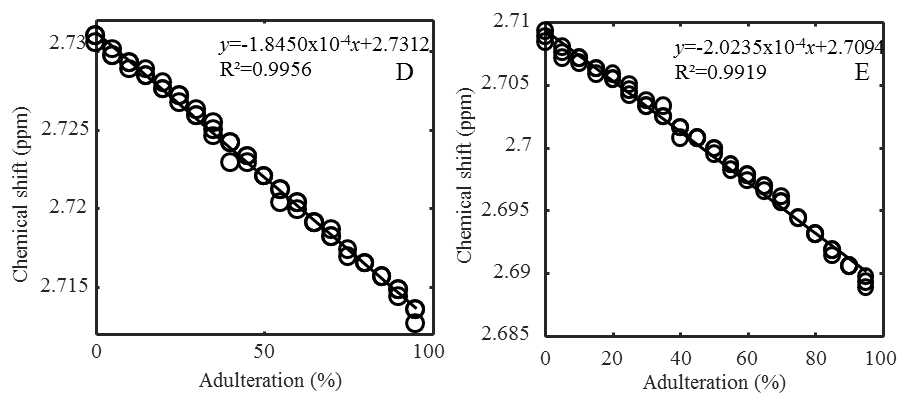 y=-1.8450x10⁻⁴x+2.7312
R²=0.9956
D
2.73
2.725
2.72
2.715
0
50
100
Chemical shift (ppm)
Adulteration (%)
y=-2.0235x10⁻⁴x+2.7094
R²=0.9919
E
2.71
2.705
2.7
2.695
2.69
2.685
0
20
40
60
80
100
Chemical shift (ppm)
Adulteration (%)